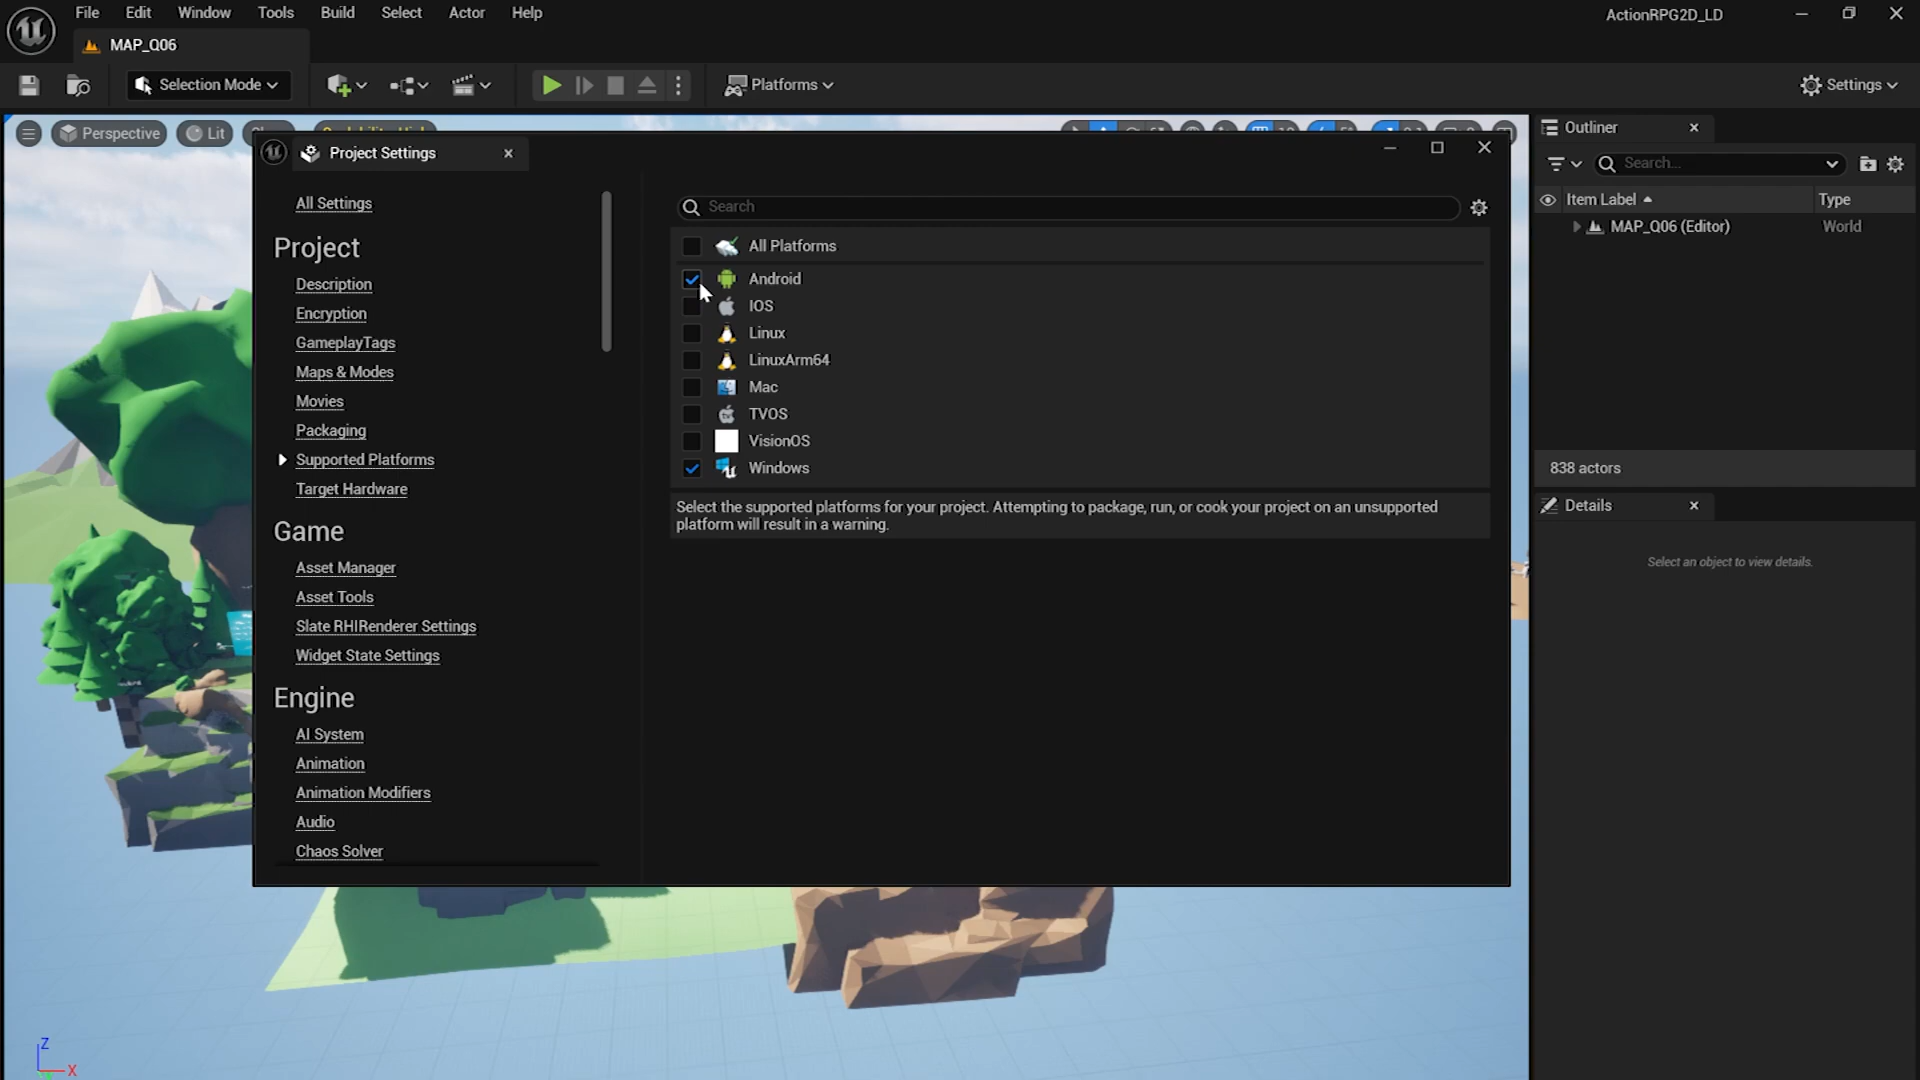 File Edit Window Tools Build Select Actor Help
ActionRPG2D_LD
MAP_Q06
Selection Mode
Platforms
Settings
Perspective
Lit
Project Settings
All Settings
Project
Description
Encryption
GameplayTags
Maps & Modes
Movies
Packaging
Supported Platforms
Target Hardware
Game
Asset Manager
Asset Tools
Slate RHIRenderer Settings
Widget State Settings
Engine
AI System
Animation
Animation Modifiers
Audio
Chaos Solver
Search
All Platforms
Android
IOS
Linux
LinuxArm64
Mac
TVOS
VisionOS
Windows
Select the supported platforms for your project. Attempting to package, run, or cook your project on an unsupported
platform will result in a warning.
Outliner
Search...
Item Label Type
MAP_Q06 (Editor) World
838 actors
Details
Select an object to view details.
Z
X